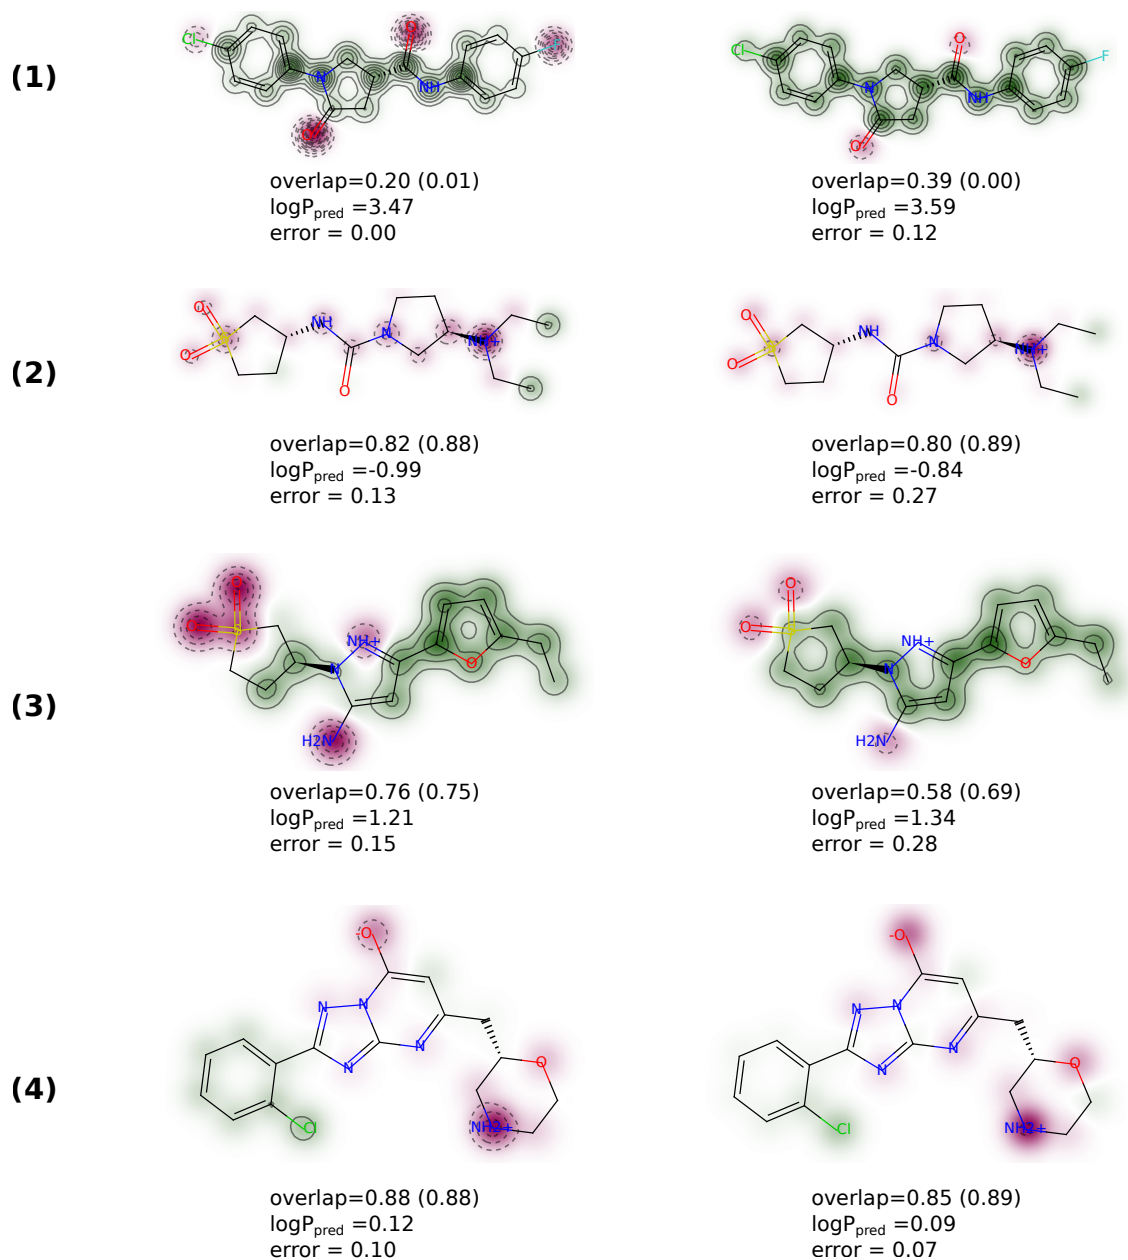 (1)
Cl N O NH F O
Cl N O NH F O
overlap=0.20 (0.01)
logPpred =3.47
error = 0.00
overlap=0.39 (0.00)
logPpred =3.59
error = 0.12
(2)
O S O NH O N NH+
O S O NH O N NH+
overlap=0.82 (0.88)
logPpred =-0.99
error = 0.13
overlap=0.80 (0.89)
logPpred =-0.84
error = 0.27
(3)
O O S N NH+ O H2N
O O S N NH+ O H2N
overlap=0.76 (0.75)
logPpred =1.21
error = 0.15
overlap=0.58 (0.69)
logPpred =1.34
error = 0.28
(4)
-O N N N N O Cl NH2+
-O N N N N O Cl NH2+
overlap=0.88 (0.88)
logPpred =0.12
error = 0.10
overlap=0.85 (0.89)
logPpred =0.09
error = 0.07